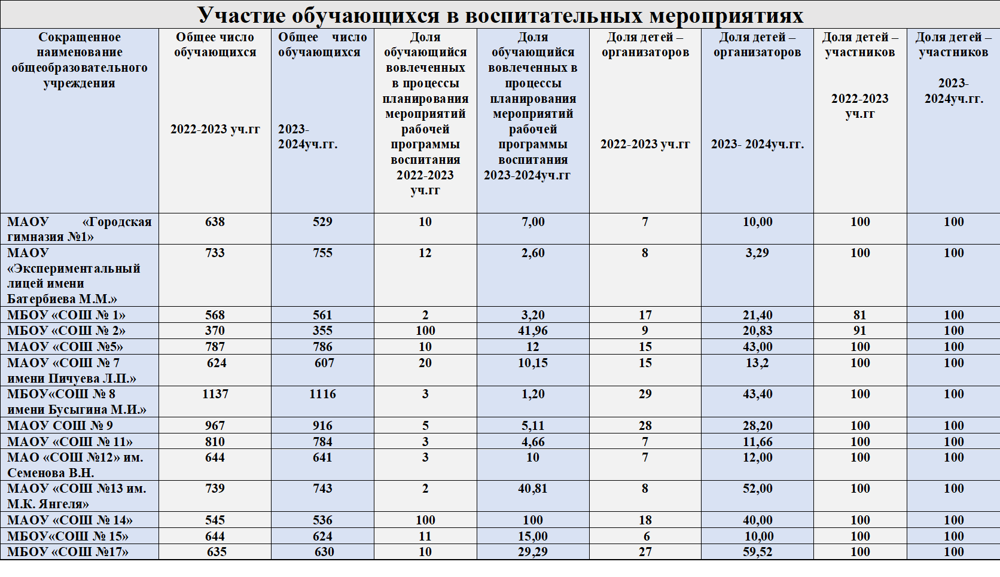 Участие обучающихся в воспитательных мероприятиях
Сокращенное
наименование
общеобразовательного
учреждения
Общее число
обучающихся
2022-2023 уч.гг
Общее число
обучающихся
2023-
2024уч.гг.
Доля
обучающийся
вовлеченных
в процессы
планирования
мероприятий
рабочей
программы
воспитания
2022-2023
уч.гг
Доля
обучающийся
вовлеченных в
процессы
планирования
мероприятий
рабочей
программы
воспитания
2023-2024уч.гг
Доля детей –
организаторов
2022-2023 уч.гг
Доля детей –
организаторов
2023- 2024уч.гг.
Доля детей –
участников
2022-2023
уч.гг
Доля детей –
участников
2023-
2024уч.гг.
МАОУ «Городская 638 529 10 7,00 7 10,00 100 100
гимназия №1»
МАОУ 733 755 12 2,60 8 3,29 100 100
«Экспериментальный
лицей имени
Батербиева М.М.»
МБОУ «СОШ № 1» 568 561 2 3,20 17 21,40 81 100
МБОУ «СОШ № 2» 370 355 100 41,96 9 20,83 91 100
МАОУ «СОШ №5» 787 786 10 12 15 43,00 100 100
МАОУ «СОШ № 7 624 607 20 10,15 15 13,2 100 100
имени Пичуева Л.П.»
МБОУ«СОШ № 8 1137 1116 3 1,20 29 43,40 100 100
имени Бусыгина М.И.»
МАОУ СОШ № 9 967 916 5 5,11 28 28,20 100 100
МАОУ «СОШ № 11» 810 784 3 4,66 7 11,66 100 100
МАО «СОШ №12» им. 644 641 3 10 7 12,00 100 100
Семенова В.Н.
МАОУ «СОШ №13 им. 739 743 2 40,81 8 52,00 100 100
М.К. Янгеля»
МАОУ «СОШ № 14» 545 536 100 100 18 40,00 100 100
МБОУ«СОШ № 15» 644 624 11 15,00 6 10,00 100 100
МБОУ «СОШ №17» 635 630 10 29,29 27 59,52 100 100